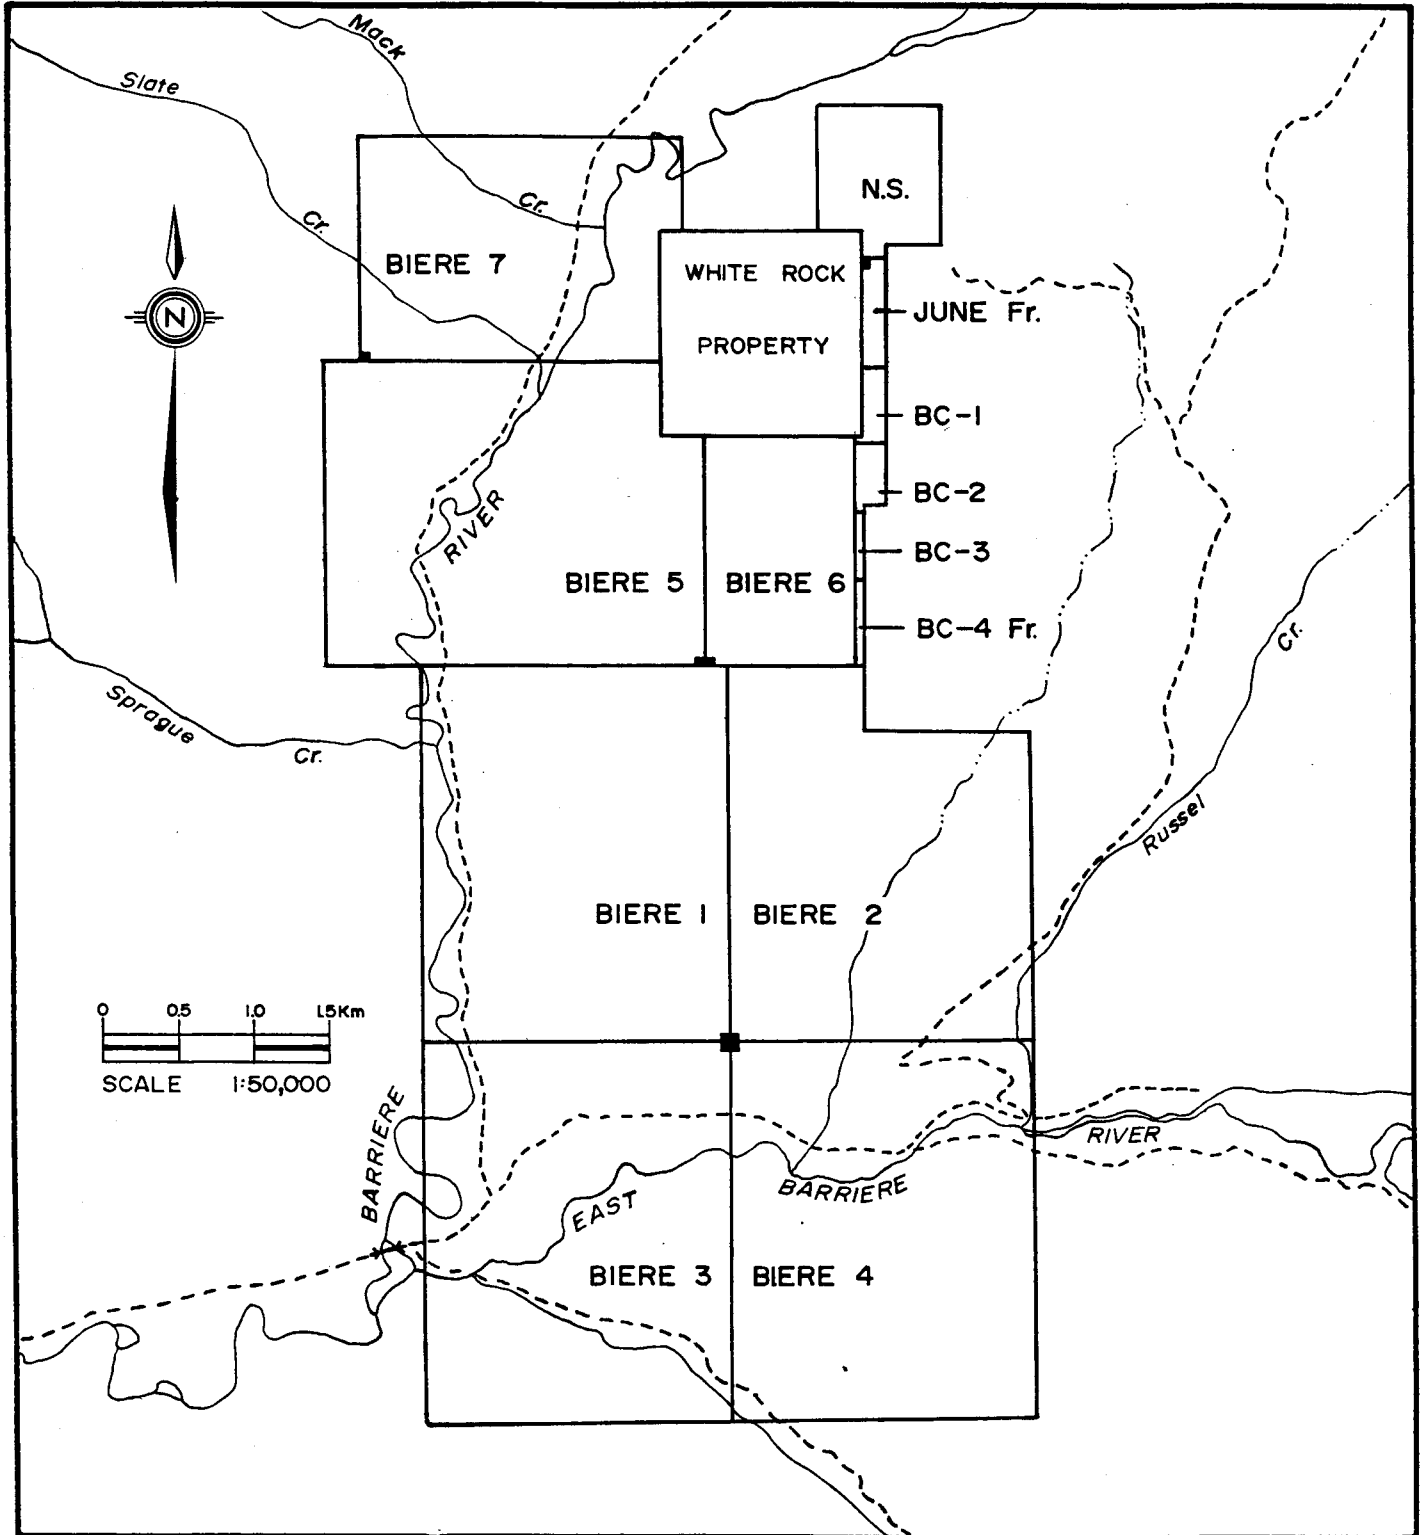 Mack
Slate
Cr.
Cr.
N.S.
BIERE 7
WHITE ROCK
PROPERTY
N
JUNE Fr.
BC-1
BC-2
RIVER
BC-3
BIERE 5
BIERE 6
BC-4 Fr.
Cr.
Sprague
Cr.
Russel
BIERE 1
BIERE 2
0 0.5 1.0 1.5Km
SCALE 1:50,000
BARRIERE
RIVER
BARRIERE
EAST
BIERE 3
BIERE 4